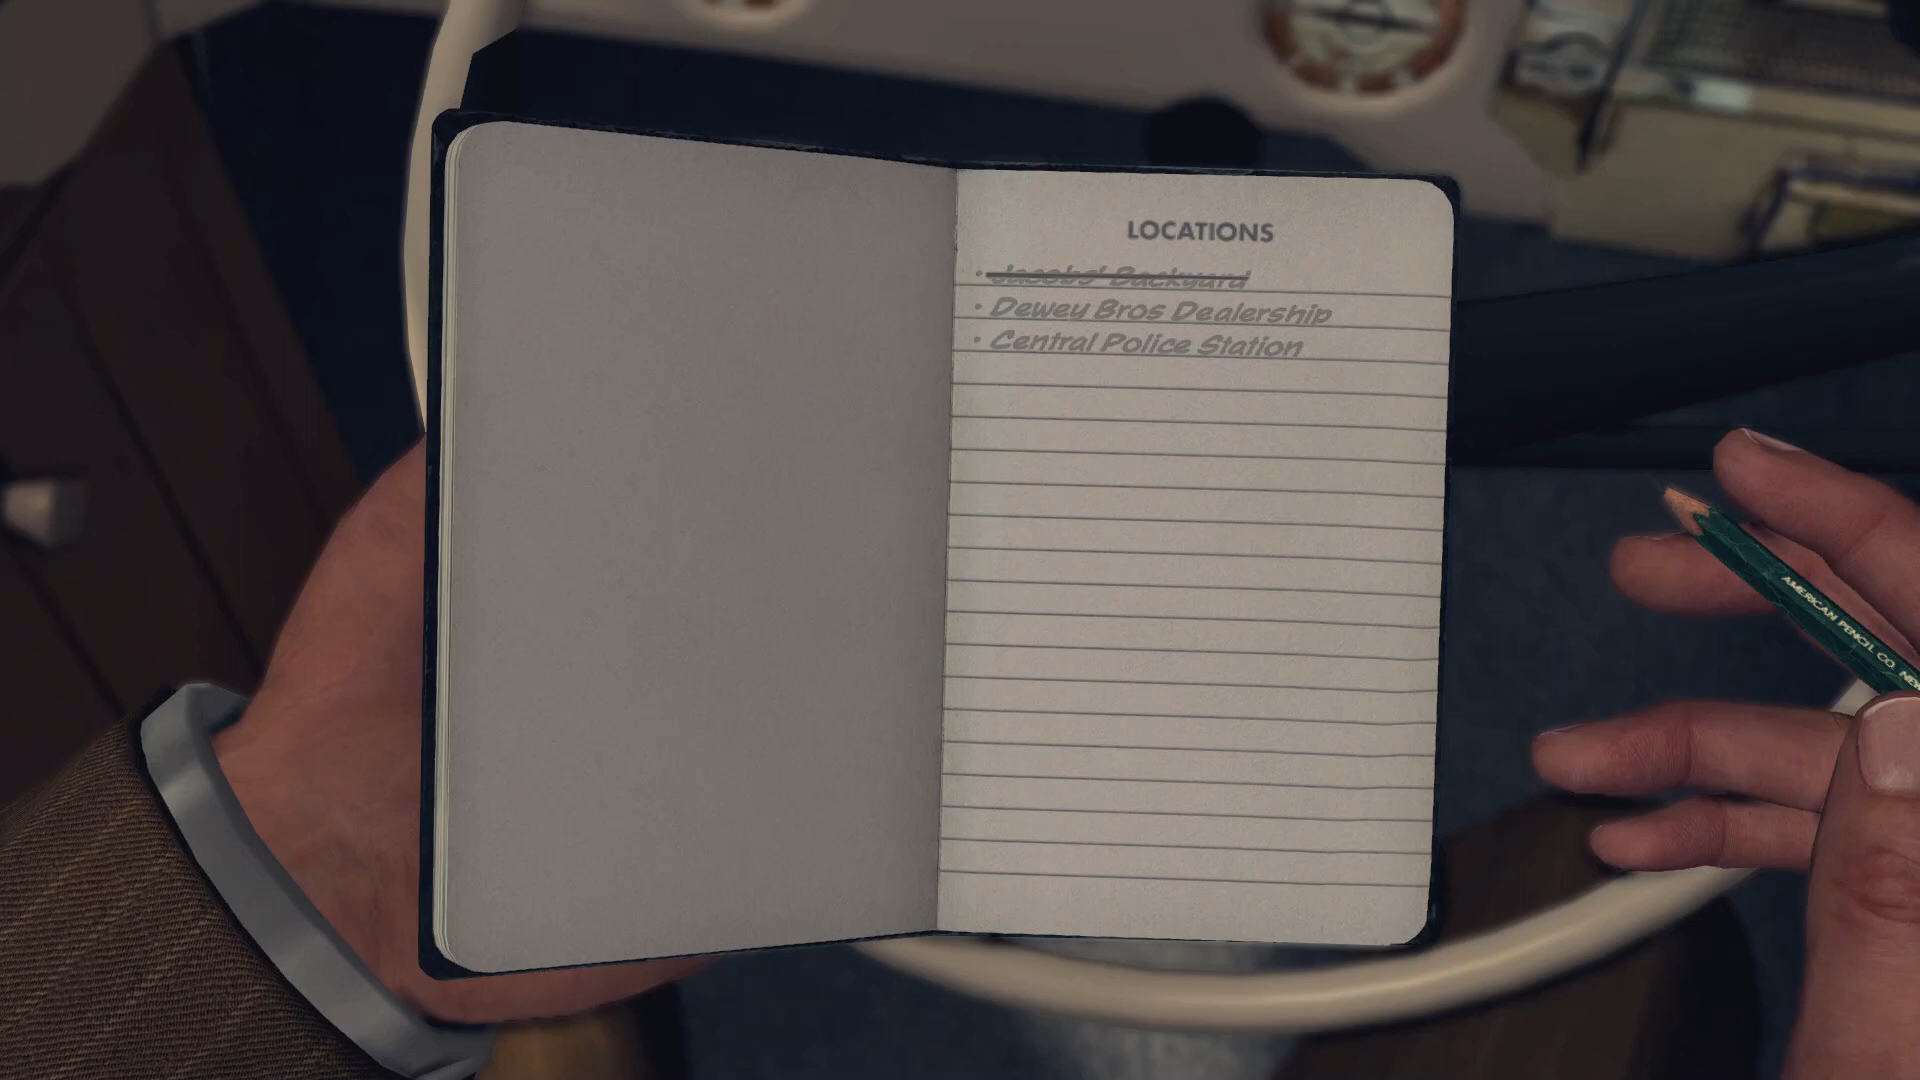 LOCATIONS
• Jacobs' Backyard
• Dewey Bros Dealership
• Central Police Station
AMERICAN PENCIL CO.